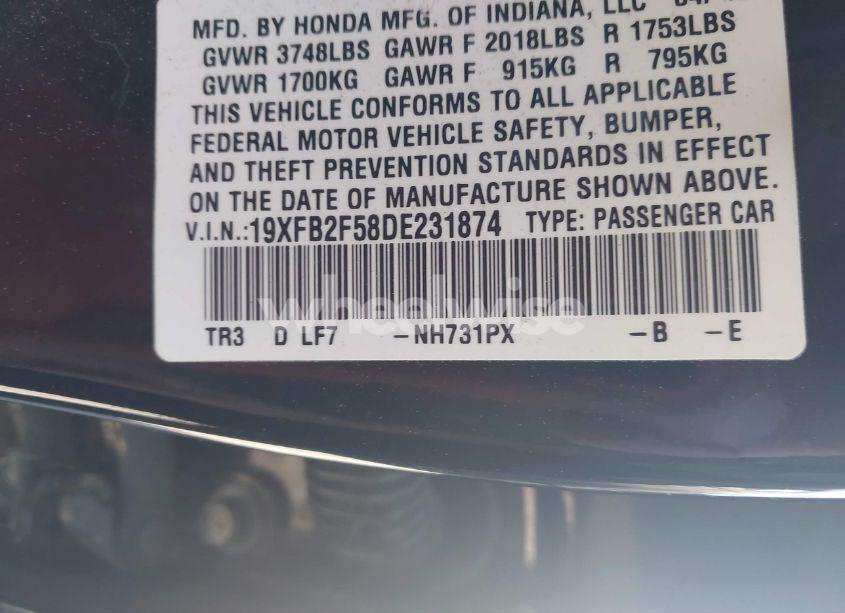 MFD. BY HONDA MFG. OF INDIANA, LLC
GVWR 3748LBS GAWR F 2018LBS R 1753LBS
GVWR 1700KG GAWR F 915KG R 795KG
THIS VEHICLE CONFORMS TO ALL APPLICABLE
FEDERAL MOTOR VEHICLE SAFETY, BUMPER,
AND THEFT PREVENTION STANDARDS IN EFFECT
ON THE DATE OF MANUFACTURE SHOWN ABOVE.
V.I.N.:19XFB2F58DE231874 TYPE: PASSENGER CAR
wheelwise
TR3 D LF7 -NH731PX -B -E